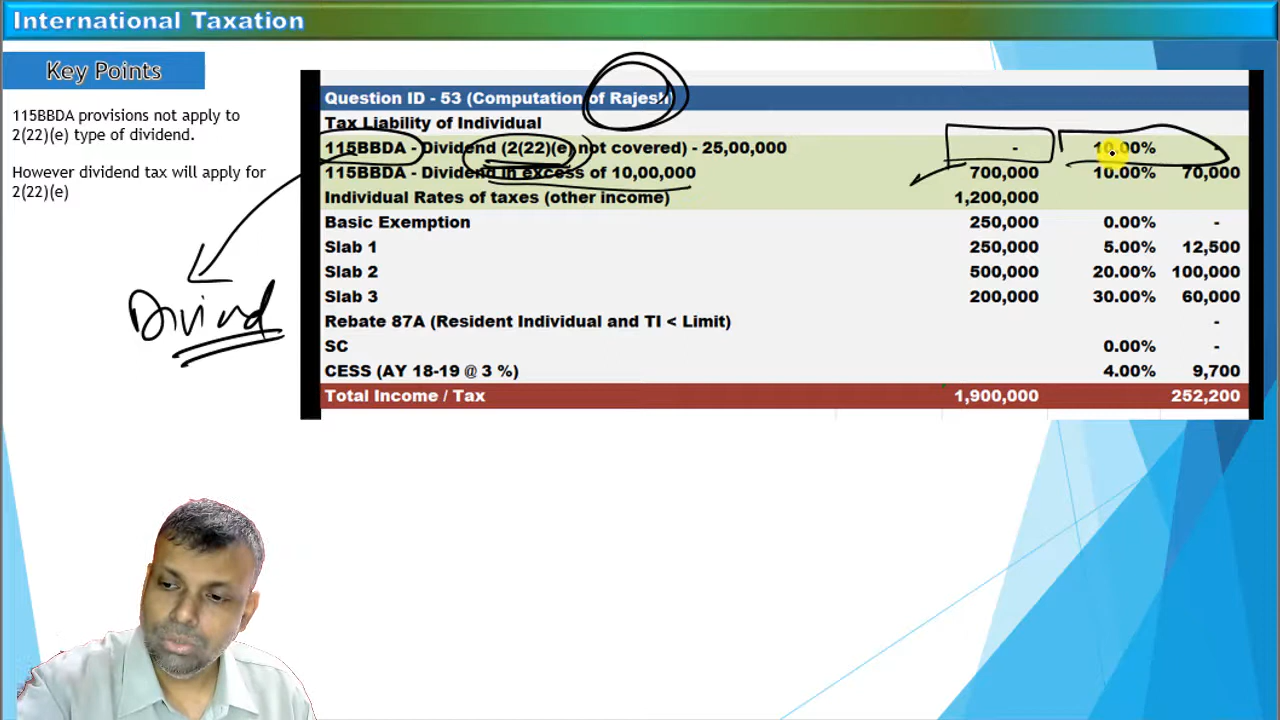 International Taxation
Key Points
115BBDA provisions not apply to
2(22)(e) type of dividend.
However dividend tax will apply for
2(22)(e)
Question ID - 53 (Computation of Rajesh)
Tax Liability of Individual
115BBDA - Dividend (2(22)(e) not covered) - 25,00,000 - 10.00% -
115BBDA - Dividend in excess of 10,00,000 700,000 10.00% 70,000
Individual Rates of taxes (other income) 1,200,000
Basic Exemption 250,000 0.00% -
Slab 1 250,000 5.00% 12,500
Slab 2 500,000 20.00% 100,000
Slab 3 200,000 30.00% 60,000
Rebate 87A (Resident Individual and TI < Limit) -
SC 0.00% -
CESS (AY 18-19 @ 3 %) 4.00% 9,700
Total Income / Tax 1,900,000 252,200